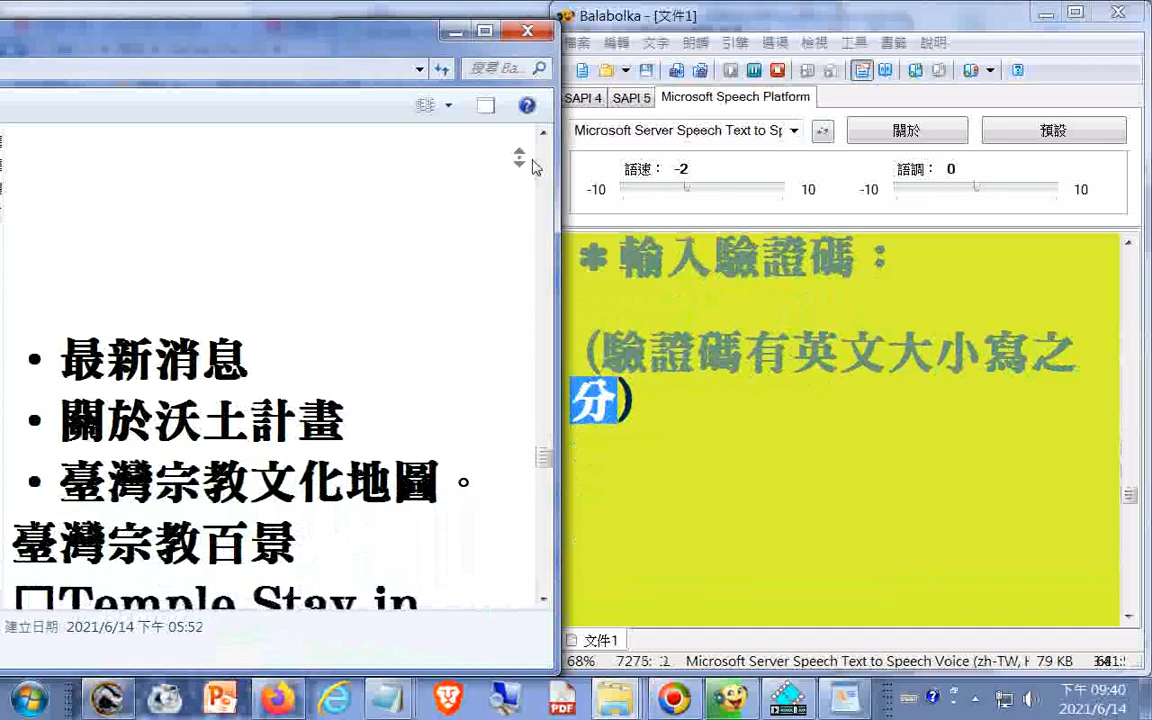 Balabolka - [文件1]
檔案 編輯 文字 朗讀 引擎 選項 檢視 工具 書籤 說明
搜尋 Ba...
SAPI 4 SAPI 5 Microsoft Speech Platform
Microsoft Server Speech Text to Sp
關於
預設
語速： -2
語調： 0
-10 10 -10 10
＊輸入驗證碼：
（驗證碼有英文大小寫之
分）
・最新消息
・關於沃土計畫
・臺灣宗教文化地圖。
臺灣宗教百景
□Temple Stay in
建立日期 2021/6/14 下午 05:52
文件1
68% Microsoft Server Speech Text to Speech Voice (zh-TW, H 79 KB
PDF
下午 09:40
2021/6/14